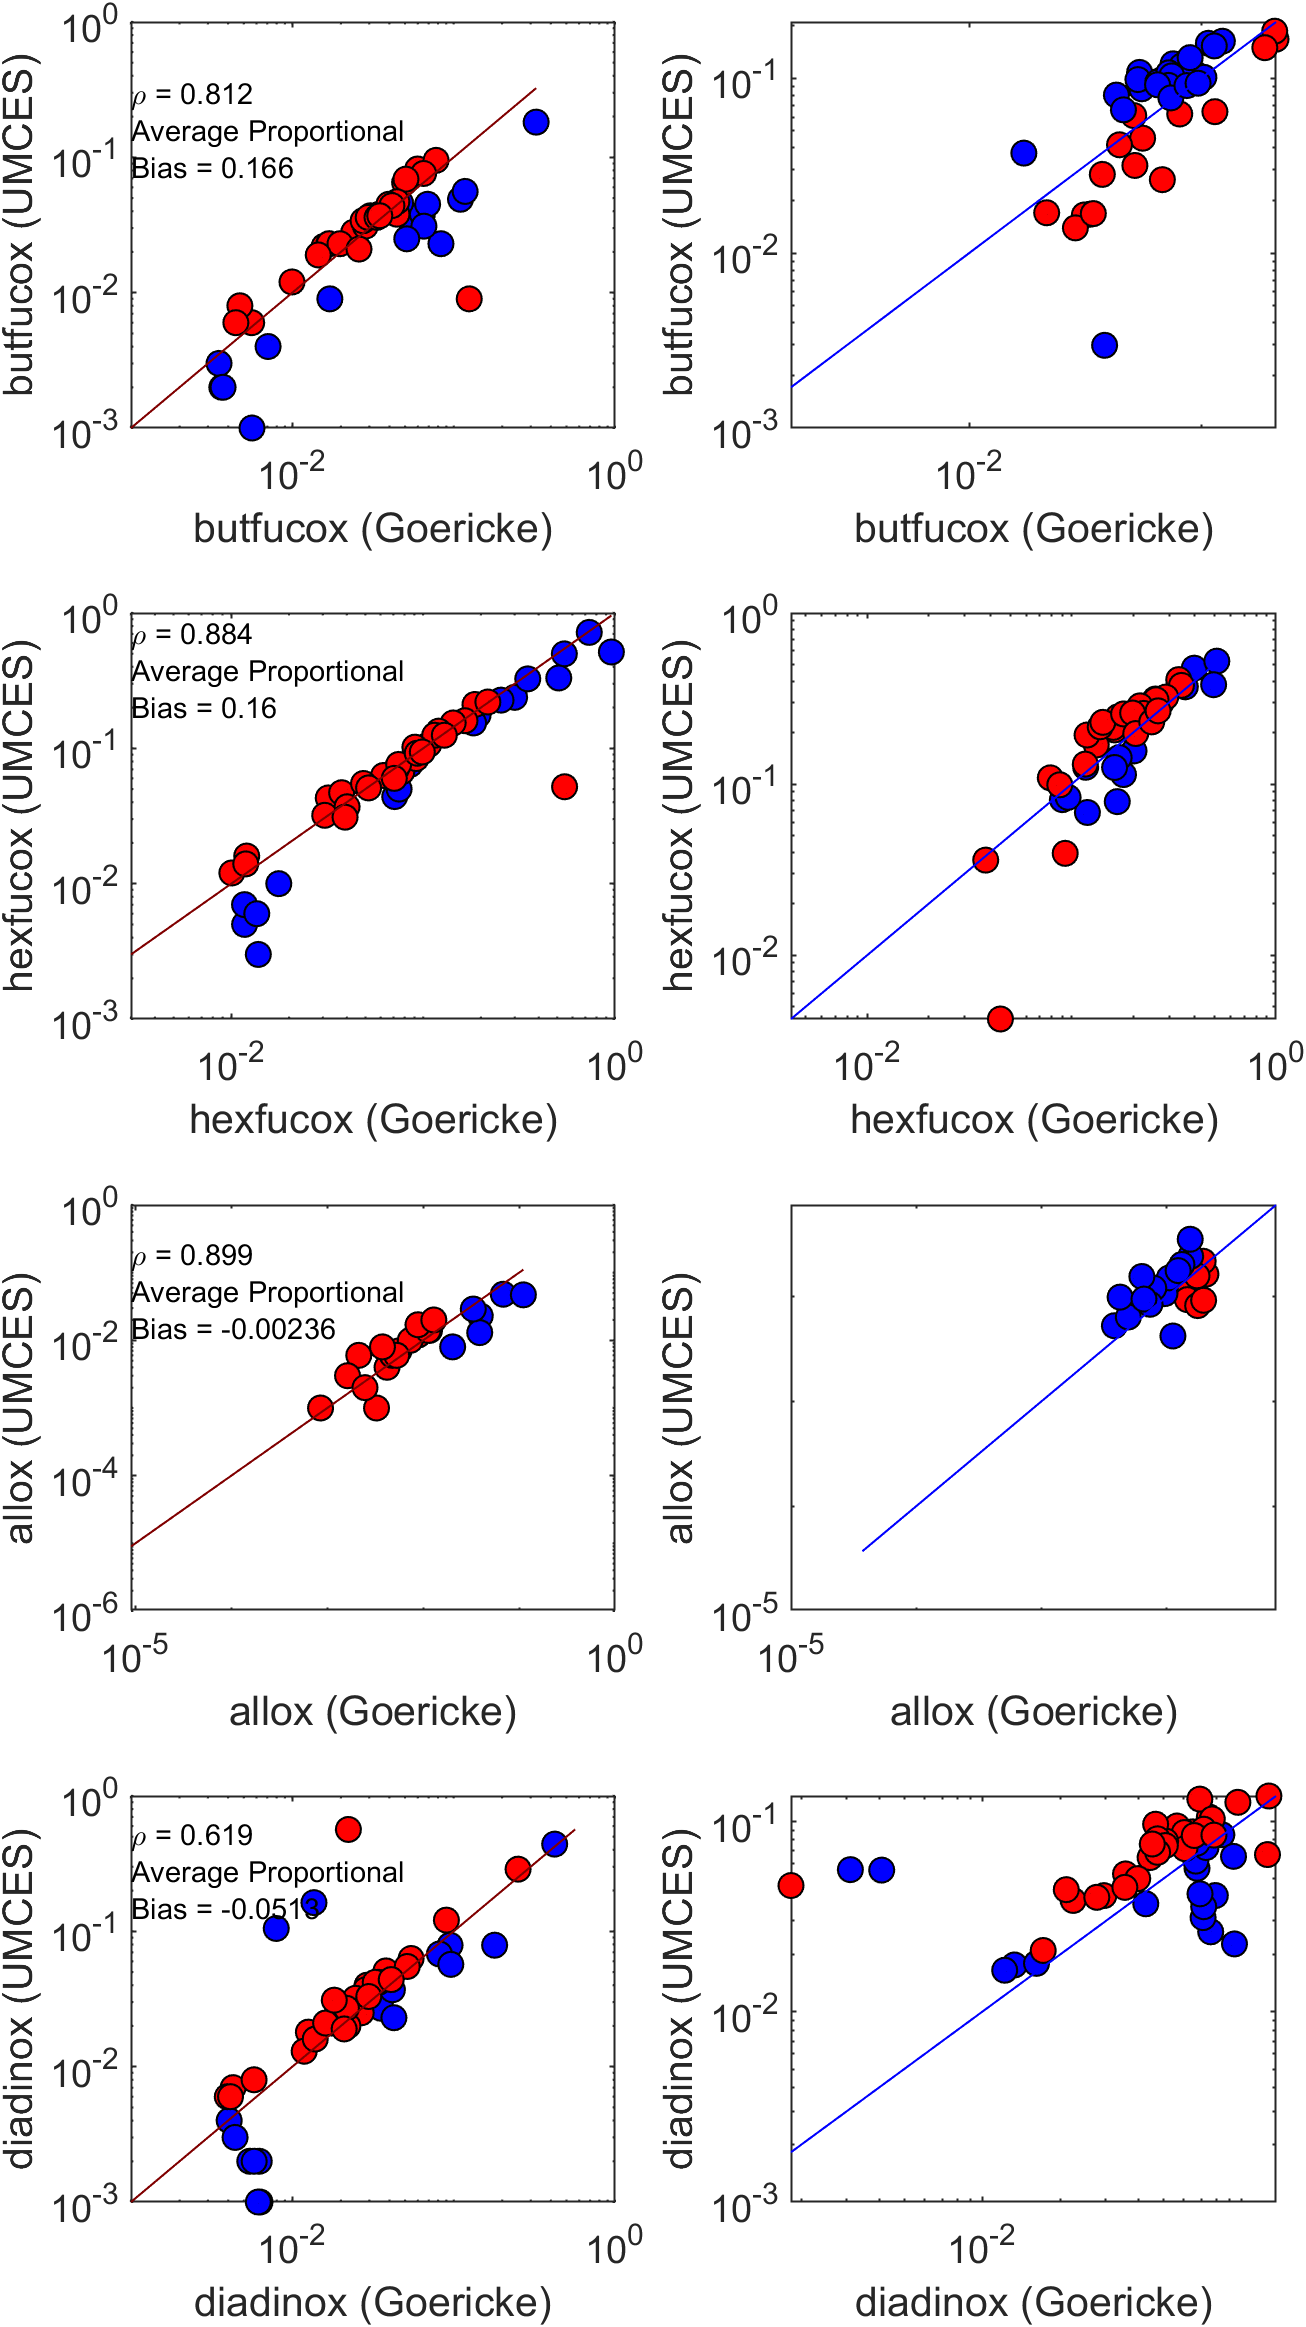 10^0
10^-1
10^-2
10^-3
butfucox (UMCES)
ρ = 0.812
Average Proportional
Bias = 0.166
10^-2
10^0
butfucox (Goericke)
10^-1
10^-2
10^-3
butfucox (UMCES)
10^-2
butfucox (Goericke)
10^0
10^-1
10^-2
10^-3
hexfucox (UMCES)
ρ = 0.884
Average Proportional
Bias = 0.16
10^-2
10^0
hexfucox (Goericke)
10^0
10^-1
10^-2
hexfucox (UMCES)
10^-2
10^0
hexfucox (Goericke)
10^0
10^-2
10^-4
10^-6
allox (UMCES)
ρ = 0.899
Average Proportional
Bias = -0.00236
10^-5
10^0
allox (Goericke)
10^-5
allox (UMCES)
10^-5
allox (Goericke)
10^0
10^-1
10^-2
10^-3
diadinox (UMCES)
ρ = 0.619
Average Proportional
Bias = -0.0513
10^-2
10^0
diadinox (Goericke)
10^-1
10^-2
10^-3
diadinox (UMCES)
10^-2
diadinox (Goericke)